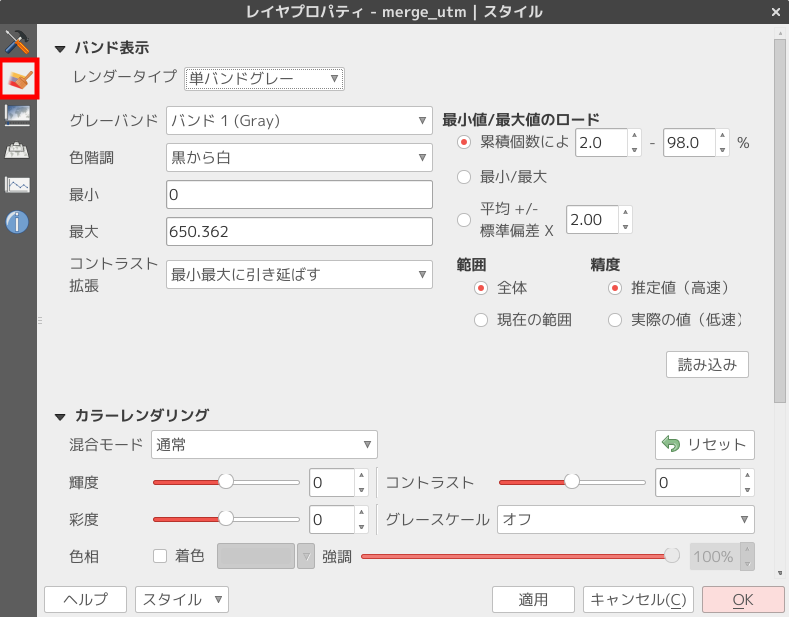 レイヤプロパティ - merge_utm | スタイル
バンド表示
レンダータイプ 単バンドグレー
グレーバンド バンド 1 (Gray)
色階調 黒から白
最小 0
最大 650.362
コントラスト
拡張
最小最大に引き延ばす
最小値/最大値のロード
累積個数によ 2.0 - 98.0 %
最小/最大
平均 +/-
標準偏差 X
2.00
範囲 精度
全体 推定値（高速）
現在の範囲 実際の値（低速）
読み込み
カラーレンダリング
混合モード 通常 リセット
輝度 0 コントラスト 0
彩度 0 グレースケール オフ
色相 着色 強調 100%
ヘルプ スタイル 適用 キャンセル(C) OK